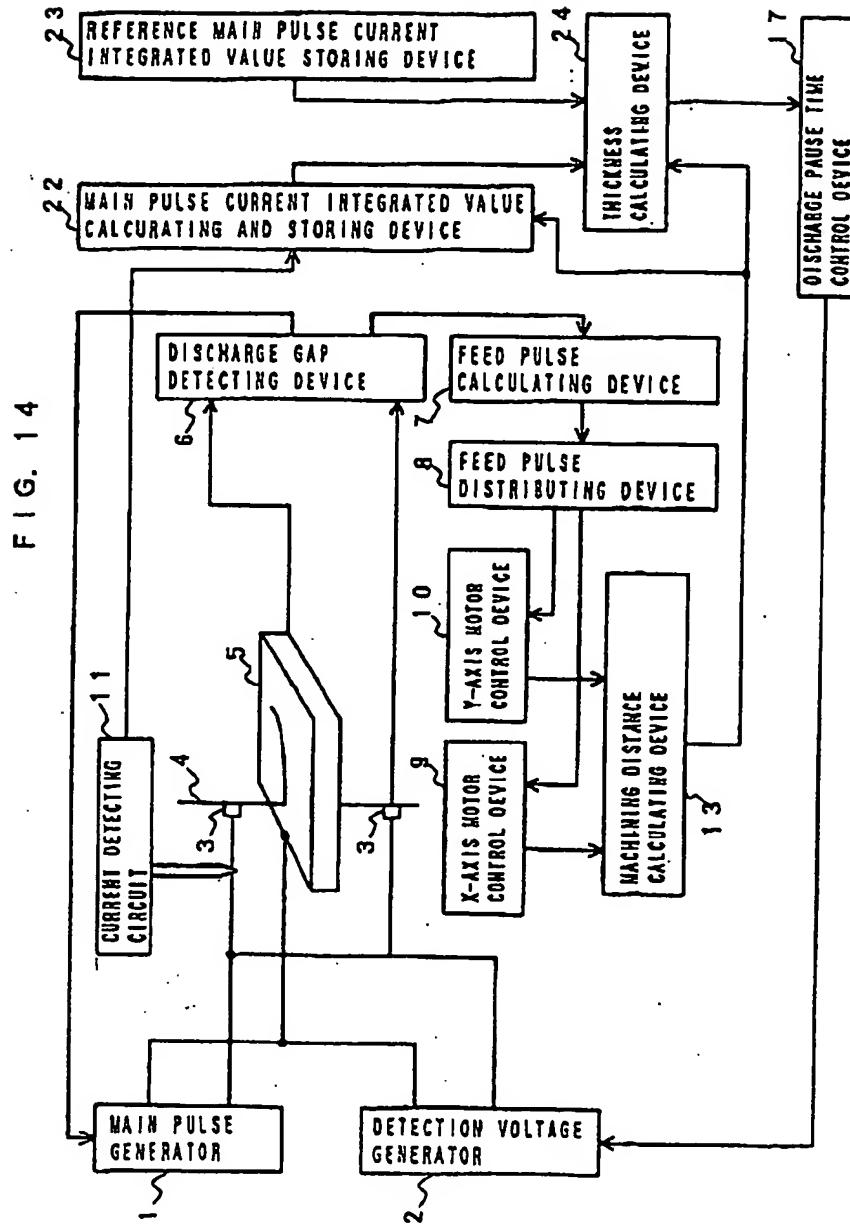 FIG. 14
23
REFERENCE MAIN PULSE CURRENT
INTEGRATED VALUE STORING DEVICE
22
MAIN PULSE CURRENT INTEGRATED VALUE
CALCURATING AND STORING DEVICE
24
THICKNESS
CALCULATING DEVICE
17
DISCHARGE PAUSE TIME
CONTROL DEVICE
11
CURRENT DETECTING
CIRCUIT
DISCHARGE GAP
DETECTING DEVICE
6
FEED PULSE
CALCULATING DEVICE
7
8
FEED PULSE
DISTRIBUTING DEVICE
4
3
5
3
10
Y-AXIS MOTOR
CONTROL DEVICE
9
X-AXIS MOTOR
CONTROL DEVICE
MACHINING DISTANCE
CALCULATING DEVICE
13
MAIN PULSE
GENERATOR
1
DETECTION VOLTAGE
GENERATOR
2